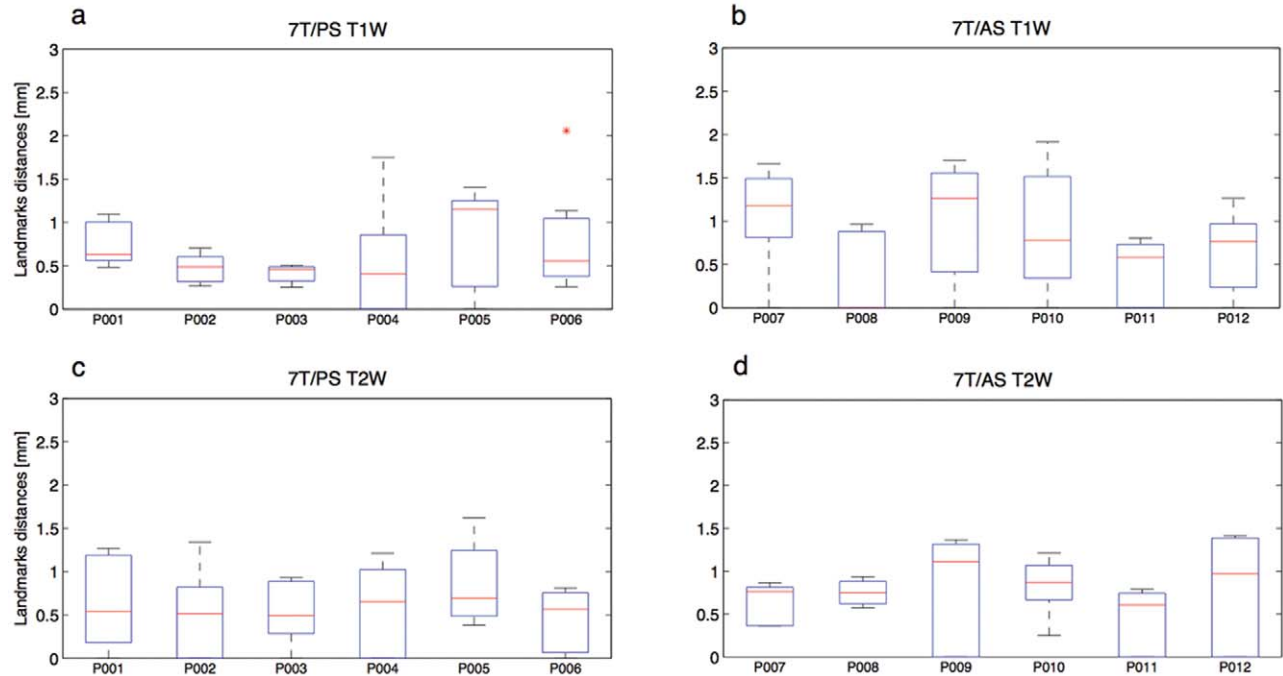 a
7T/PS T1W
Landmarks distances [mm]
3
2.5
2
1.5
1
0.5
0
P001 P002 P003 P004 P005 P006
b
7T/AS T1W
3
2.5
2
1.5
1
0.5
0
P007 P008 P009 P010 P011 P012
c
7T/PS T2W
Landmarks distances [mm]
3
2.5
2
1.5
1
0.5
0
P001 P002 P003 P004 P005 P006
d
7T/AS T2W
3
2.5
2
1.5
1
0.5
0
P007 P008 P009 P010 P011 P012